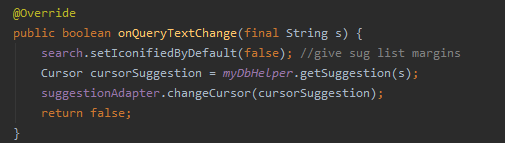 @Override
public boolean onQueryTextChange(final String s) {
search.setIconifiedByDefault(false); //give sug list margins
Cursor cursorSuggestion = myDbHelper.getSuggestion(s);
suggestionAdapter.changeCursor(cursorSuggestion);
return false;
}